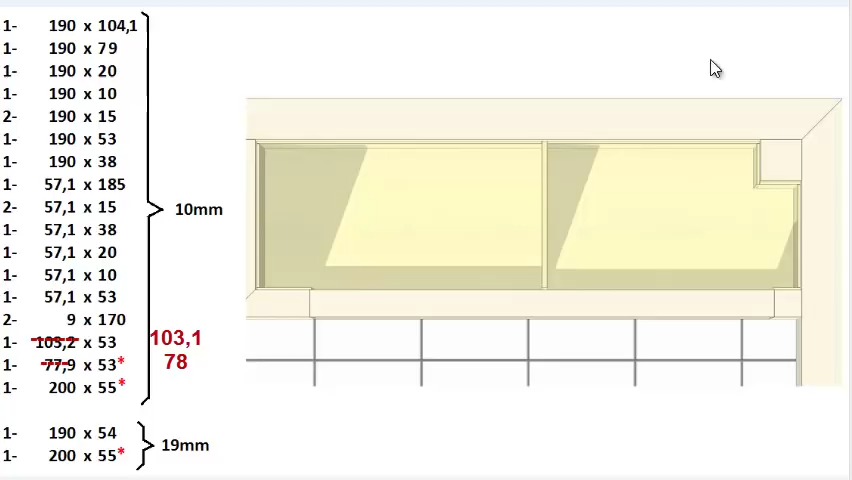 1- 190 x 104,1
1- 190 x 79
1- 190 x 20
1- 190 x 10
2- 190 x 15
1- 190 x 53
1- 190 x 38
1- 57,1 x 185
2- 57,1 x 15
1- 57,1 x 38
1- 57,1 x 20
1- 57,1 x 10
1- 57,1 x 53
2- 9 x 170
1- 103,2 x 53 103,1
1- 77,9 x 53* 78
1- 200 x 55*
10mm
1- 190 x 54
1- 200 x 55*
19mm